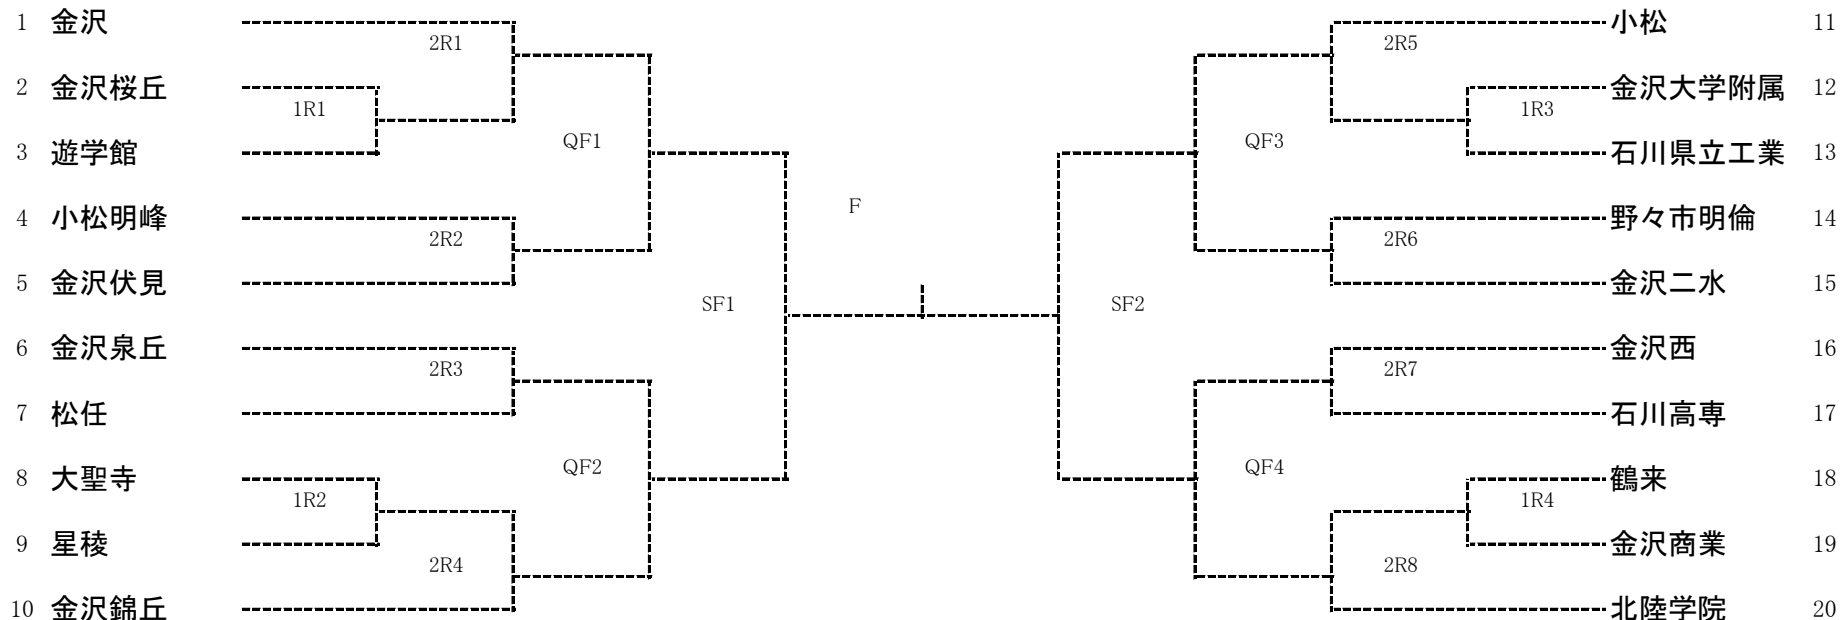 1 金沢
2R1
2 金沢桜丘
1R1
3 遊学館
QF1
4 小松明峰
2R2
5 金沢伏見
SF1
6 金沢泉丘
2R3
7 松任
QF2
8 大聖寺
1R2
9 星稜
2R4
10 金沢錦丘
F
小松 11
2R5
金沢大学附属 12
1R3
石川県立工業 13
QF3
野々市明倫 14
2R6
金沢二水 15
SF2
金沢西 16
2R7
石川高専 17
QF4
鶴来 18
1R4
金沢商業 19
2R8
北陸学院 20